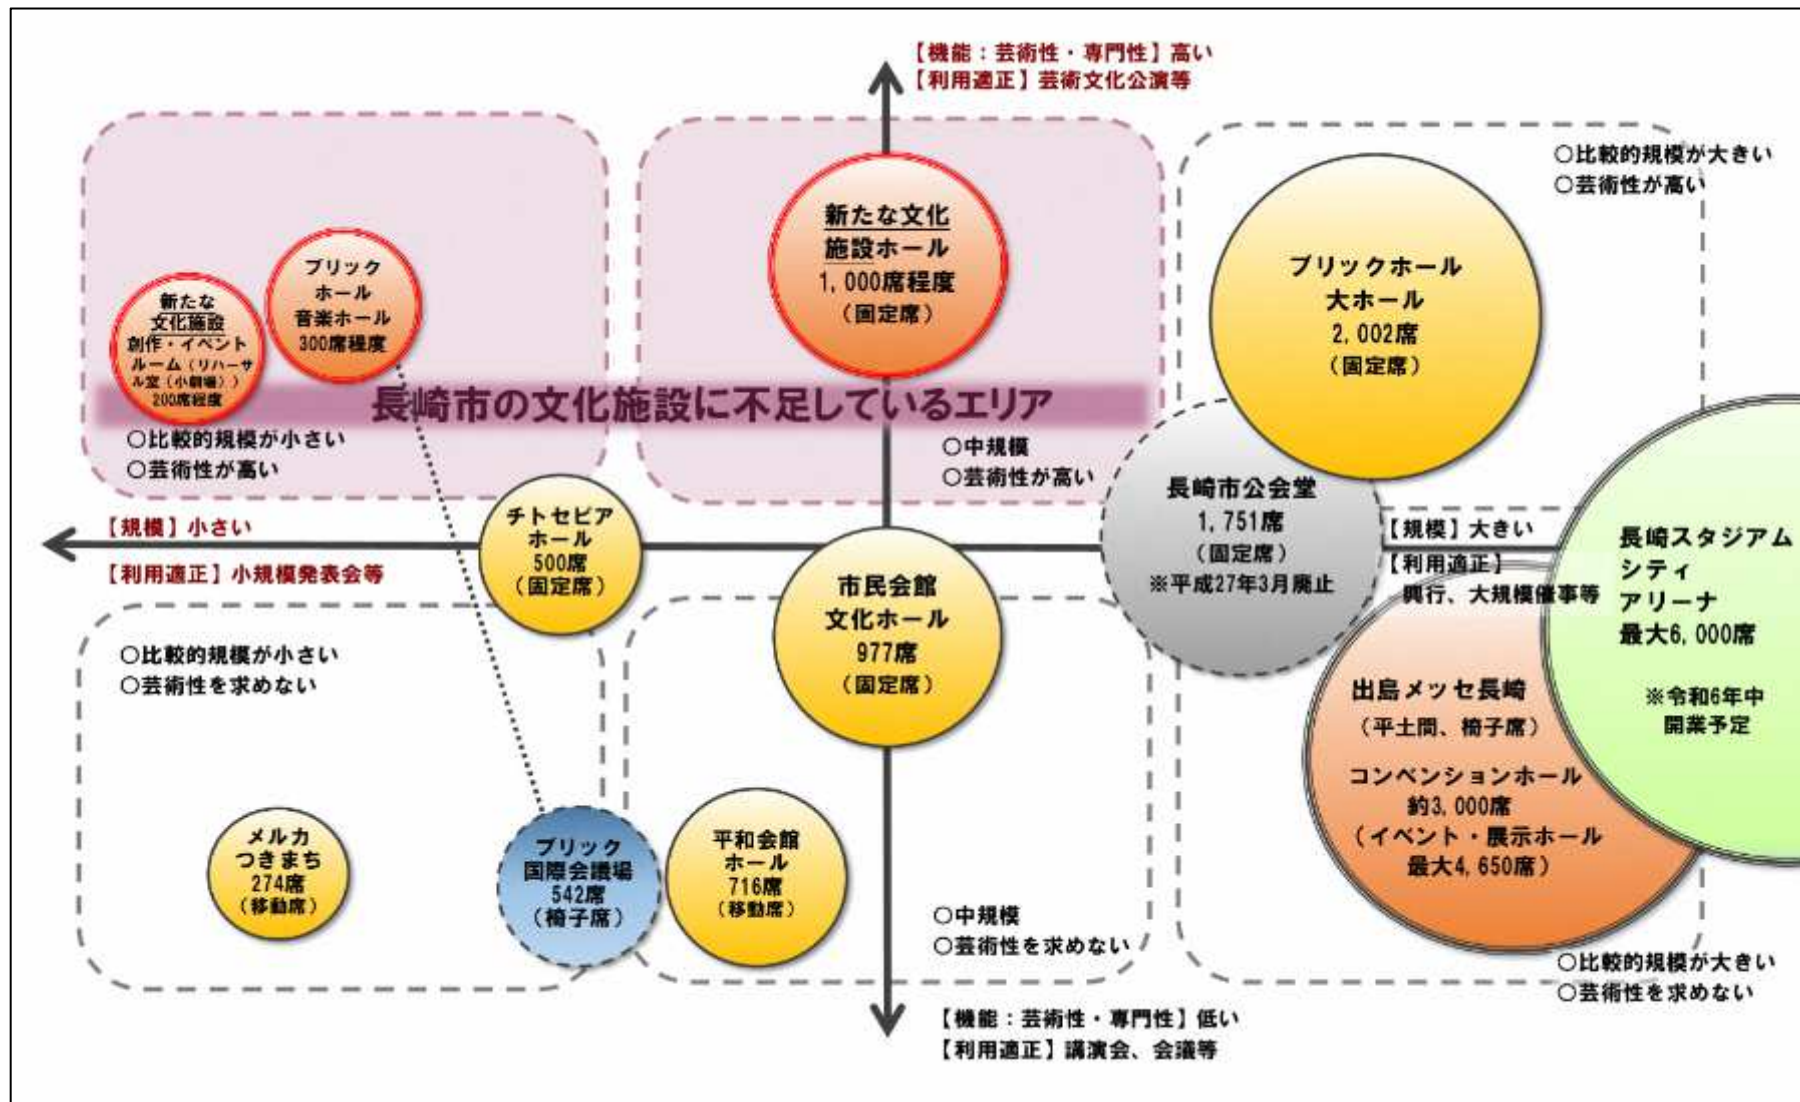 【機能:芸術性・専門性】高い
【利用適正】芸術文化公演等
○比較的規模が大きい
○芸術性が高い
新たな文化
施設ホール
1,000席程度
(固定席)
ブリックホール
大ホール
2,002席
(固定席)
ブリック
ホール
音楽ホール
300席程度
新たな
文化施設
創作・イベント
ルーム(リハーサ
ル室(小劇場))
200席程度
長崎市の文化施設に不足しているエリア
○比較的規模が小さい
○芸術性が高い
○中規模
○芸術性が高い
長崎市公会堂
1,751席
(固定席)
※平成27年3月廃止
【規模】小さい
【利用適正】小規模発表会等
チトセピア
ホール
500席
(固定席)
【規模】大きい
【利用適正】
興行、大規模催事等
長崎スタジアム
シティ
アリーナ
最大6,000席
※令和6年中
開業予定
市民会館
文化ホール
977席
(固定席)
○比較的規模が小さい
○芸術性を求めない
出島メッセ長崎
(平土間、椅子席)
コンベンションホール
約3,000席
(イベント・展示ホール
最大4,650席)
メルカ
つきまち
274席
(移動席)
ブリック
国際会議場
542席
(椅子席)
平和会館
ホール
716席
(移動席)
○中規模
○芸術性を求めない
○比較的規模が大きい
○芸術性を求めない
【機能:芸術性・専門性】低い
【利用適正】講演会、会議等